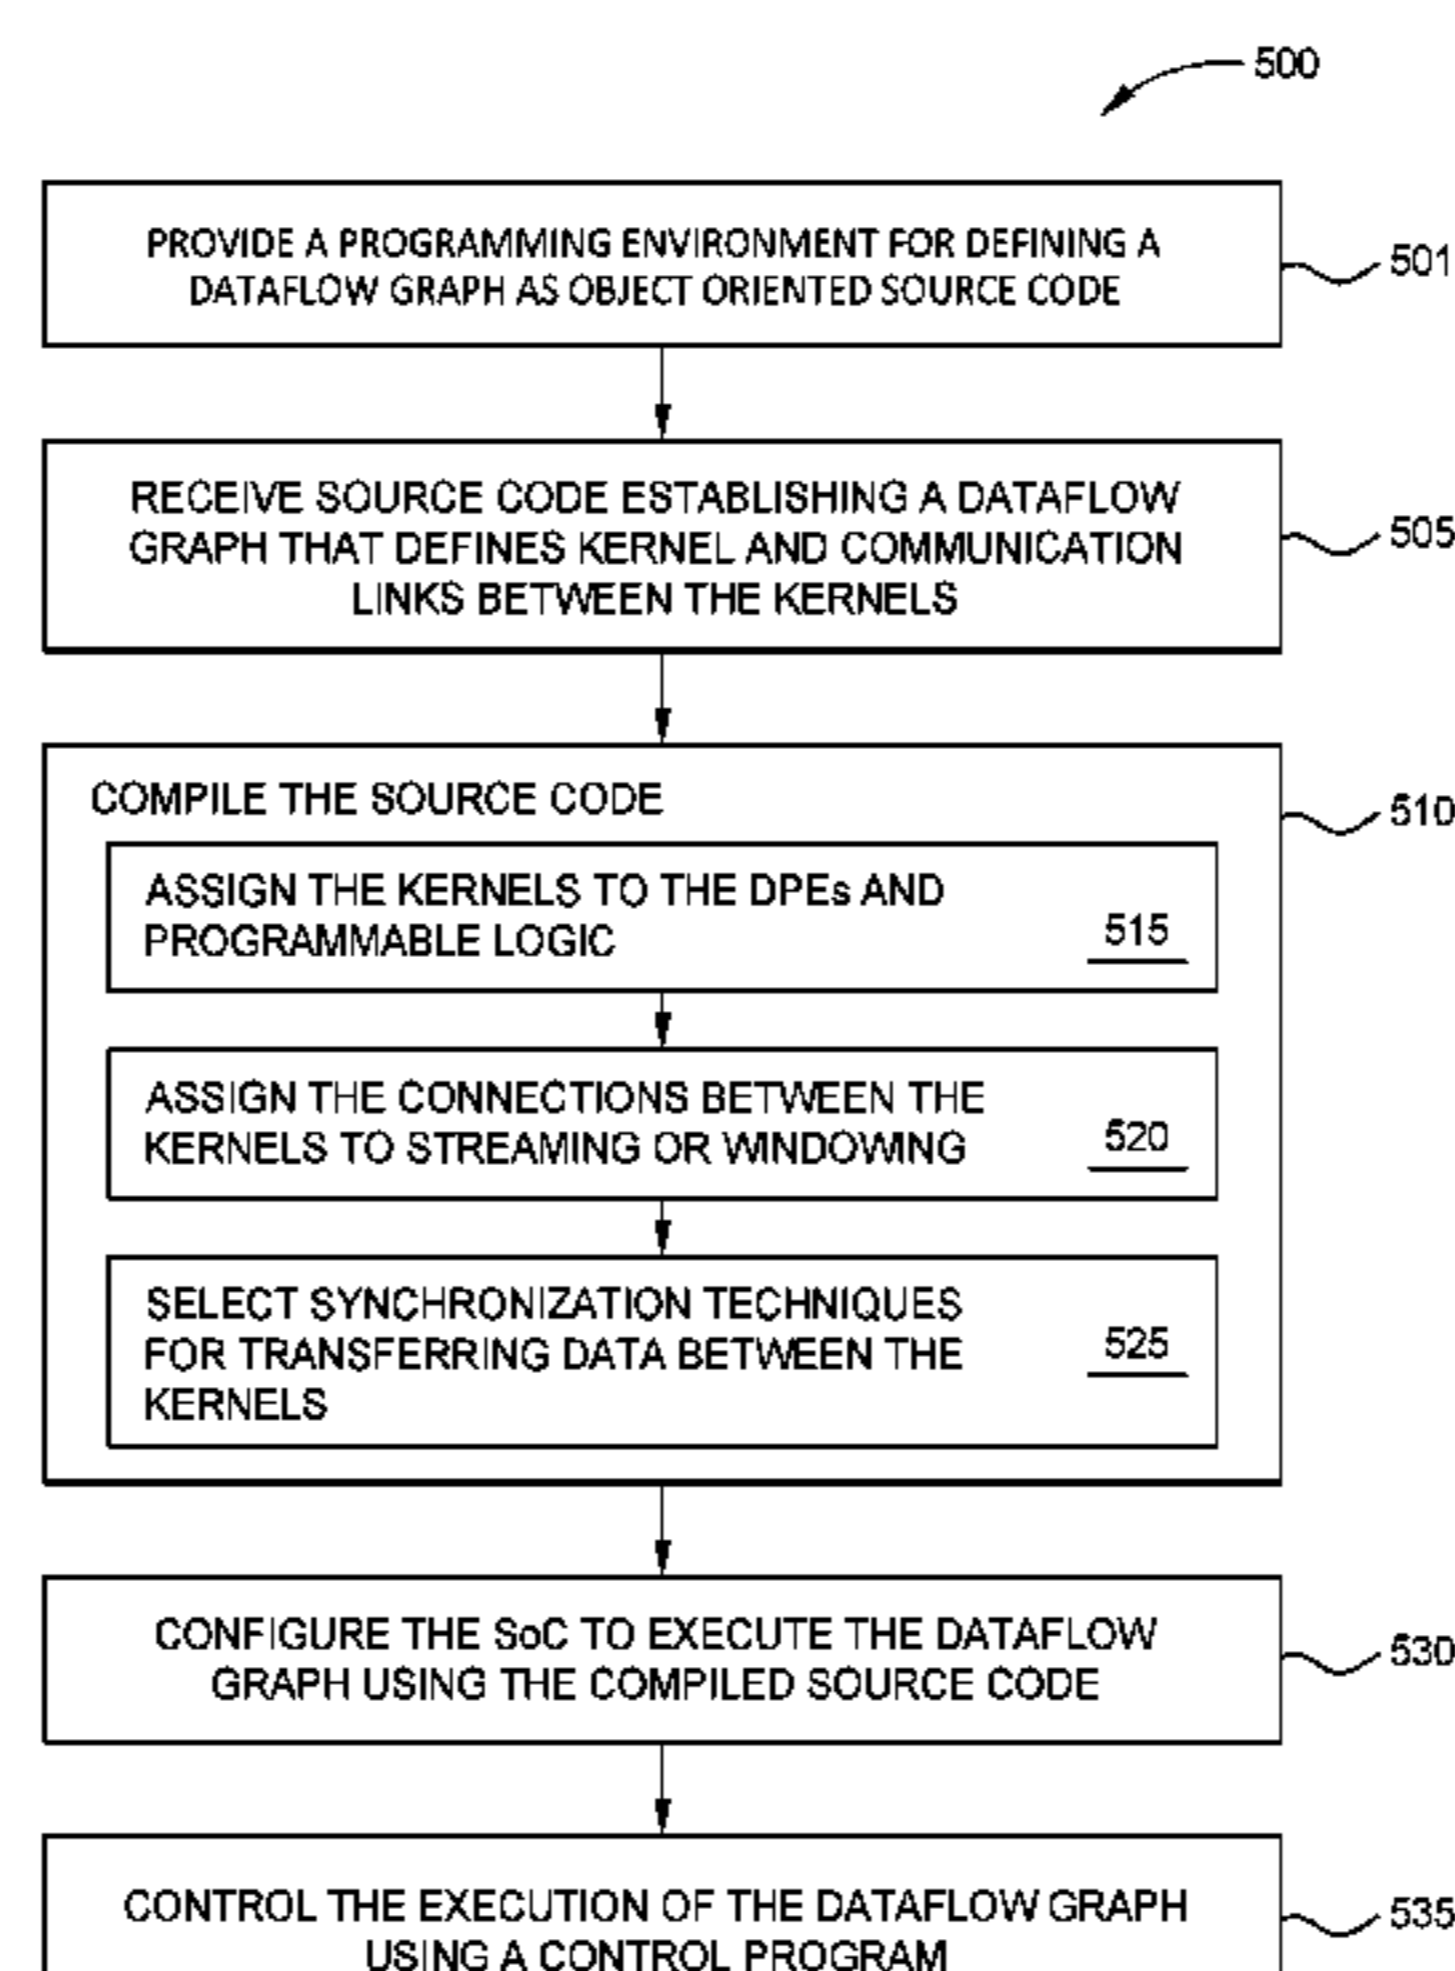 500
PROVIDE A PROGRAMMING ENVIRONMENT FOR DEFINING A
DATAFLOW GRAPH AS OBJECT ORIENTED SOURCE CODE
501
RECEIVE SOURCE CODE ESTABLISHING A DATAFLOW
GRAPH THAT DEFINES KERNEL AND COMMUNICATION
LINKS BETWEEN THE KERNELS
505
COMPILE THE SOURCE CODE
510
ASSIGN THE KERNELS TO THE DPEs AND
PROGRAMMABLE LOGIC
515
ASSIGN THE CONNECTIONS BETWEEN THE
KERNELS TO STREAMING OR WINDOWING
520
SELECT SYNCHRONIZATION TECHNIQUES
FOR TRANSFERRING DATA BETWEEN THE
KERNELS
525
CONFIGURE THE SoC TO EXECUTE THE DATAFLOW
GRAPH USING THE COMPILED SOURCE CODE
530
CONTROL THE EXECUTION OF THE DATAFLOW GRAPH
USING A CONTROL PROGRAM
535